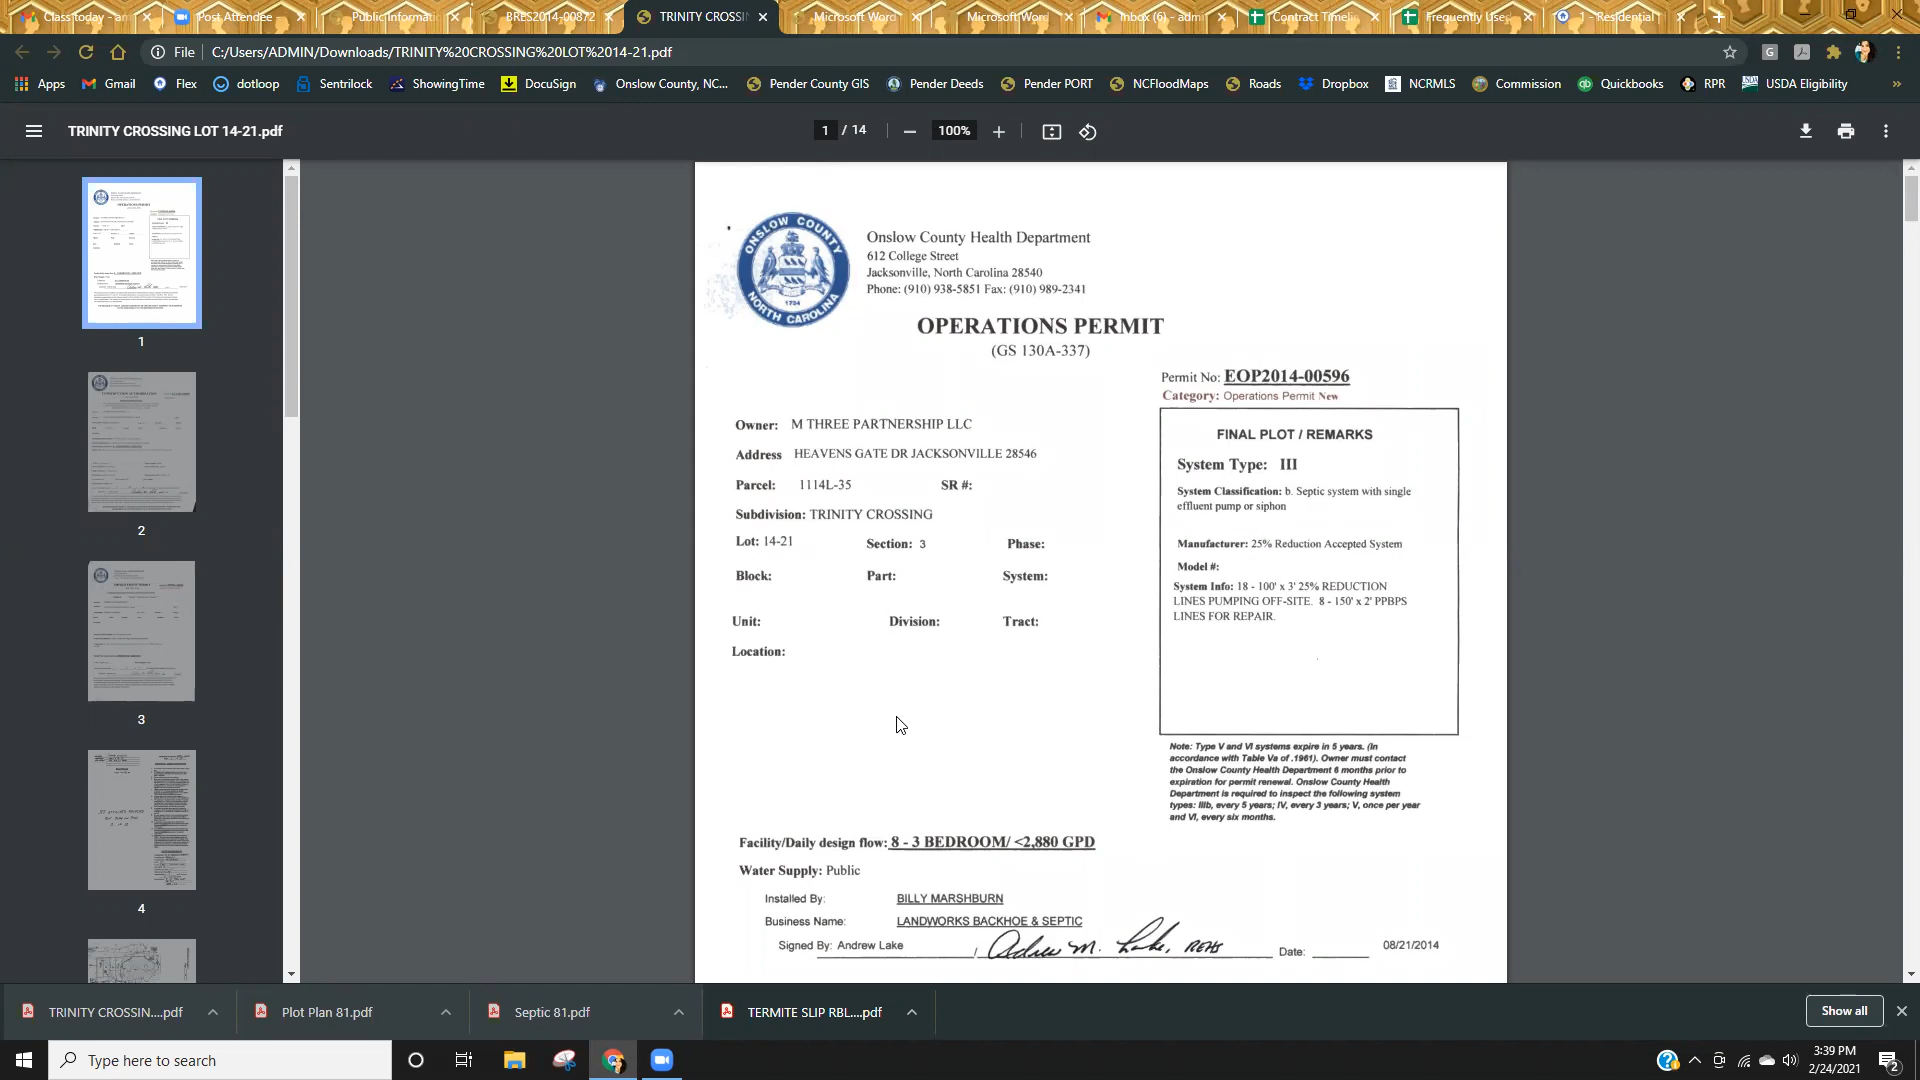 Class today - an
Post Attendee -
Public Informati
BRES2014-00872
TRINITY CROSSIN
Microsoft Word
Microsoft Word
Inbox (6) - adm
Contract Timelin
Frequently Used
1 - Residential
File
C:/Users/ADMIN/Downloads/TRINITY%20CROSSING%20LOT%2014-21.pdf
Apps
Gmail
Flex
dotloop
Sentrilock
ShowingTime
DocuSign
Onslow County, NC...
Pender County GIS
Pender Deeds
Pender PORT
NCFloodMaps
Roads
Dropbox
NCRMLS
Commission
Quickbooks
RPR
USDA Eligibility
TRINITY CROSSING LOT 14-21.pdf
1 / 14
100%
1
2
3
4
ONSLOW COUNTY
1734
NORTH CAROLINA
Onslow County Health Department
612 College Street
Jacksonville, North Carolina 28540
Phone: (910) 938-5851 Fax: (910) 989-2341
OPERATIONS PERMIT
(GS 130A-337)
Permit No: EOP2014-00596
Category: Operations Permit New
Owner: M THREE PARTNERSHIP LLC
Address HEAVENS GATE DR JACKSONVILLE 28546
Parcel: 1114L-35 SR #:
Subdivision: TRINITY CROSSING
Lot: 14-21 Section: 3 Phase:
Block: Part: System:
Unit: Division: Tract:
Location:
FINAL PLOT / REMARKS
System Type: III
System Classification: b. Septic system with single
effluent pump or siphon
Manufacturer: 25% Reduction Accepted System
Model #:
System Info: 18 - 100' x 3' 25% REDUCTION
LINES PUMPING OFF-SITE. 8 - 150' x 2' PPBPS
LINES FOR REPAIR.
Note: Type V and VI systems expire in 5 years. (In
accordance with Table Va of .1961). Owner must contact
the Onslow County Health Department 6 months prior to
expiration for permit renewal. Onslow County Health
Department is required to inspect the following system
types: IIIb, every 5 years; IV, every 3 years; V, once per year
and VI, every six months.
Facility/Daily design flow: 8 - 3 BEDROOM/ <2,880 GPD
Water Supply: Public
Installed By: BILLY MARSHBURN
Business Name: LANDWORKS BACKHOE & SEPTIC
Signed By: Andrew Lake / Andrew M. Lake, REHS Date: 08/21/2014
TRINITY CROSSIN....pdf
Plot Plan 81.pdf
Septic 81.pdf
TERMITE SLIP RBL....pdf
Show all
Type here to search
3:39 PM
2/24/2021
2